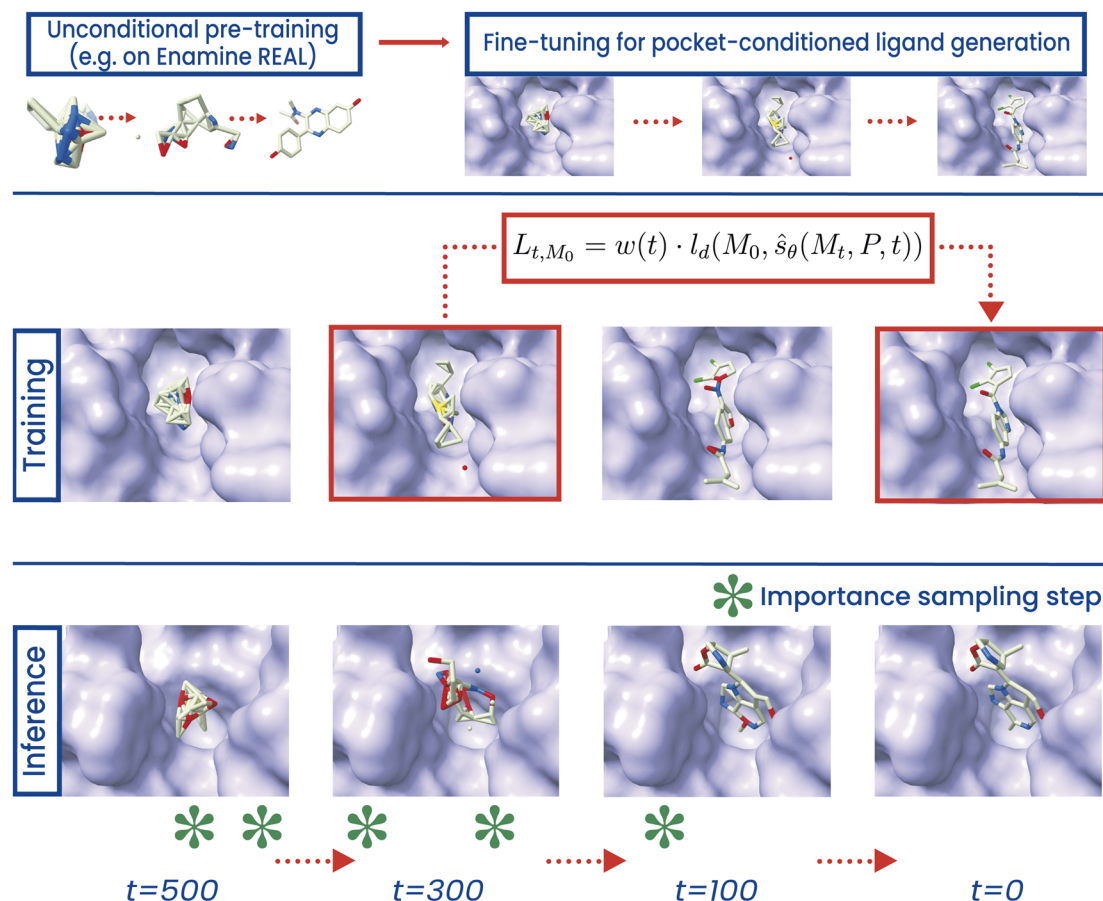 Unconditional pre-training
(e.g. on Enamine REAL)
Fine-tuning for pocket-conditioned ligand generation
L_{t,M_0} = w(t) · l_d(M_0, ŝ_θ(M_t, P, t))
Training
Importance sampling step
Inference
t=500
t=300
t=100
t=0